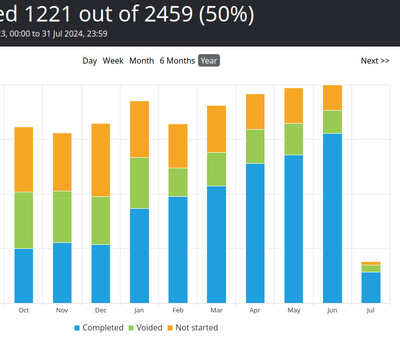 ed 1221 out of 2459 (50%)
3, 00:00 to 31 Jul 2024, 23:59
Day Week Month 6 Months Year Next >>
Oct Nov Dec Jan Feb Mar Apr May Jun Jul
Completed Voided Not started